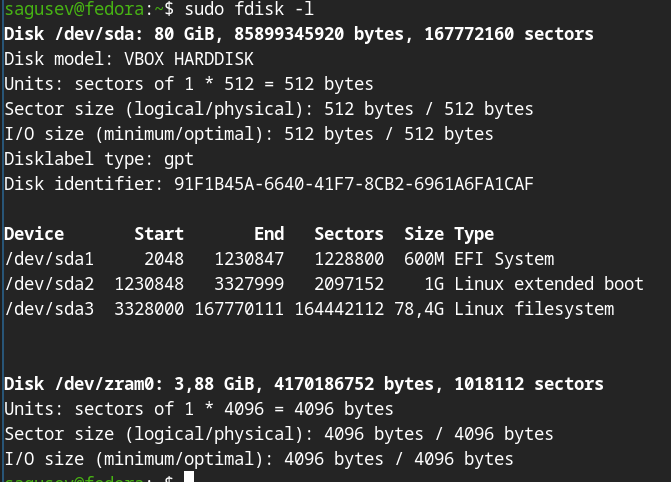 sagusev@fedora:~$ sudo fdisk -l
Disk /dev/sda: 80 GiB, 85899345920 bytes, 167772160 sectors
Disk model: VBOX HARDDISK
Units: sectors of 1 * 512 = 512 bytes
Sector size (logical/physical): 512 bytes / 512 bytes
I/O size (minimum/optimal): 512 bytes / 512 bytes
Disklabel type: gpt
Disk identifier: 91F1B45A-6640-41F7-8CB2-6961A6FA1CAF
Device       Start       End   Sectors  Size Type
/dev/sda1     2048   1230847   1228800  600M EFI System
/dev/sda2  1230848   3327999   2097152    1G Linux extended boot
/dev/sda3  3328000 167770111 164442112 78,4G Linux filesystem
Disk /dev/zram0: 3,88 GiB, 4170186752 bytes, 1018112 sectors
Units: sectors of 1 * 4096 = 4096 bytes
Sector size (logical/physical): 4096 bytes / 4096 bytes
I/O size (minimum/optimal): 4096 bytes / 4096 bytes
sagusev@fedora:~$